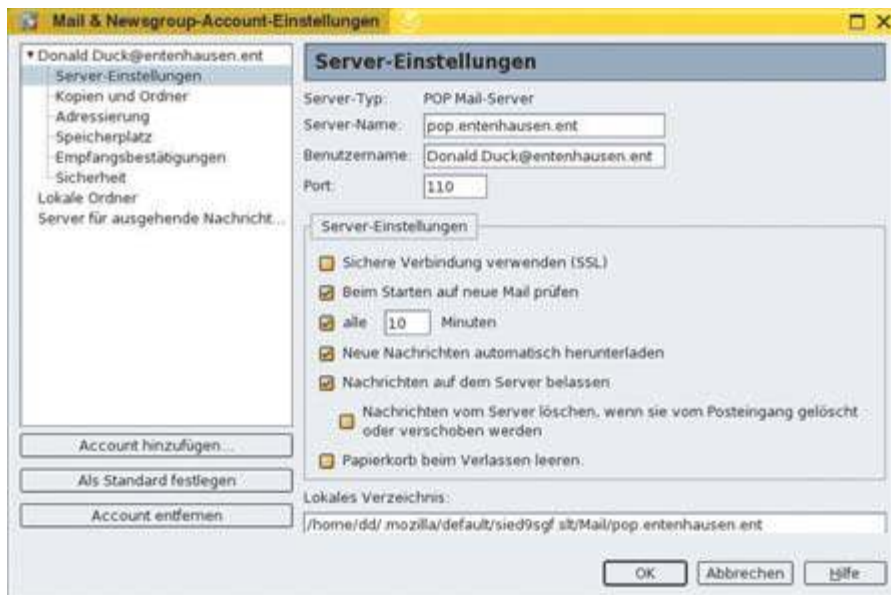 Mail & Newsgroup-Account-Einstellungen
Donald Duck@entenhausen.ent
Server-Einstellungen
Kopien und Ordner
Adressierung
Speicherplatz
Empfangsbestätigungen
Sicherheit
Lokale Ordner
Server für ausgehende Nachricht...
Account hinzufügen...
Als Standard festlegen
Account entfernen
Server-Einstellungen
Server-Typ: POP Mail-Server
Server-Name: pop.entenhausen.ent
Benutzername: Donald.Duck@entenhausen.ent
Port: 110
Server-Einstellungen
Sichere Verbindung verwenden (SSL)
Beim Starten auf neue Mail prüfen
alle 10 Minuten
Neue Nachrichten automatisch herunterladen
Nachrichten auf dem Server belassen
Nachrichten vom Server löschen, wenn sie vom Posteingang gelöscht
oder verschoben werden
Papierkorb beim Verlassen leeren.
Lokales Verzeichnis:
/home/dd/.mozilla/default/sied9sgf.slt/Mail/pop.entenhausen.ent
OK
Abbrechen
Hilfe